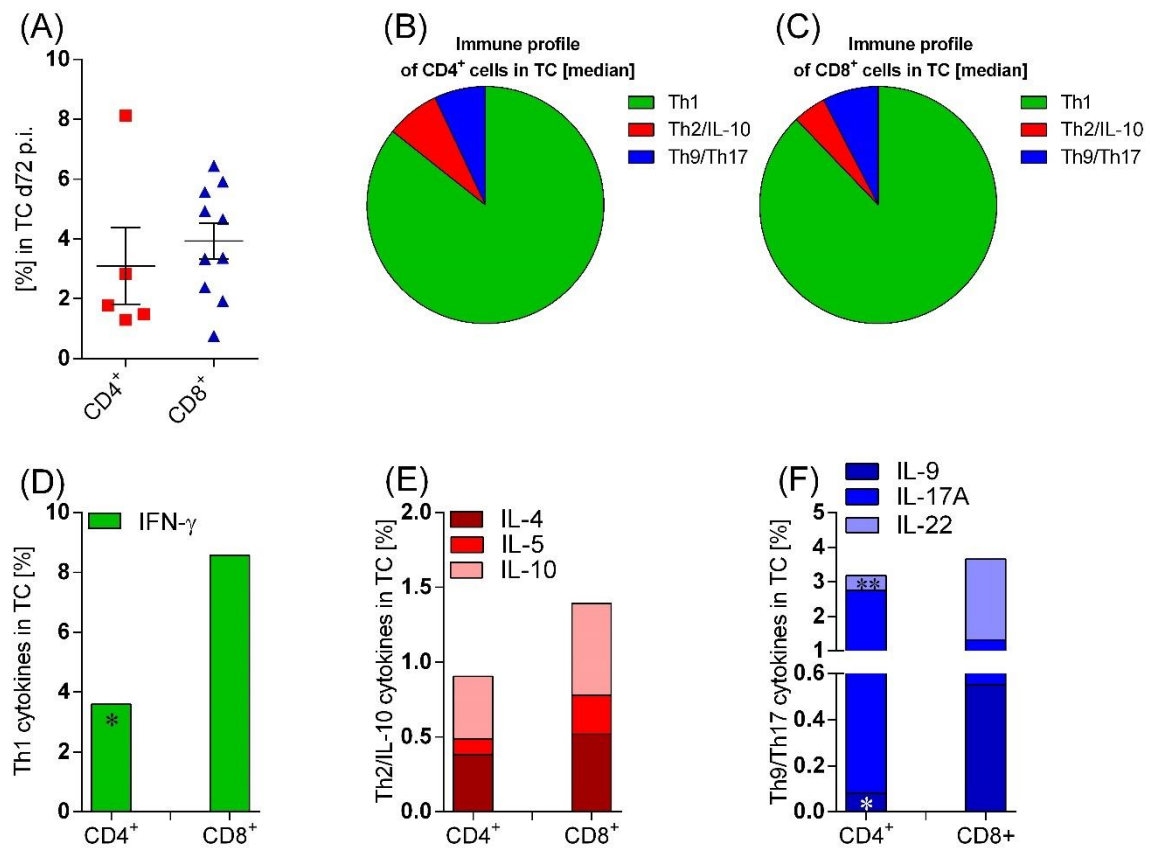 (A)
10
8
6
4
2
0
[%] in TC d72 p.i.
CD4⁺
CD8⁺
(B)
Immune profile
of CD4⁺ cells in TC [median]
Th1
Th2/IL-10
Th9/Th17
(C)
Immune profile
of CD8⁺ cells in TC [median]
Th1
Th2/IL-10
Th9/Th17
(D)
IFN-γ
10
8
6
4
2
0
Th1 cytokines in TC [%]
*
CD4⁺
CD8⁺
(E)
IL-4
IL-5
IL-10
2.0
1.5
1.0
0.5
0.0
Th2/IL-10 cytokines in TC [%]
CD4⁺
CD8⁺
(F)
IL-9
IL-17A
IL-22
5
4
3
2
1
0.6
0.4
0.2
0.0
Th9/Th17 cytokines in TC [%]
**
*
CD4⁺
CD8+